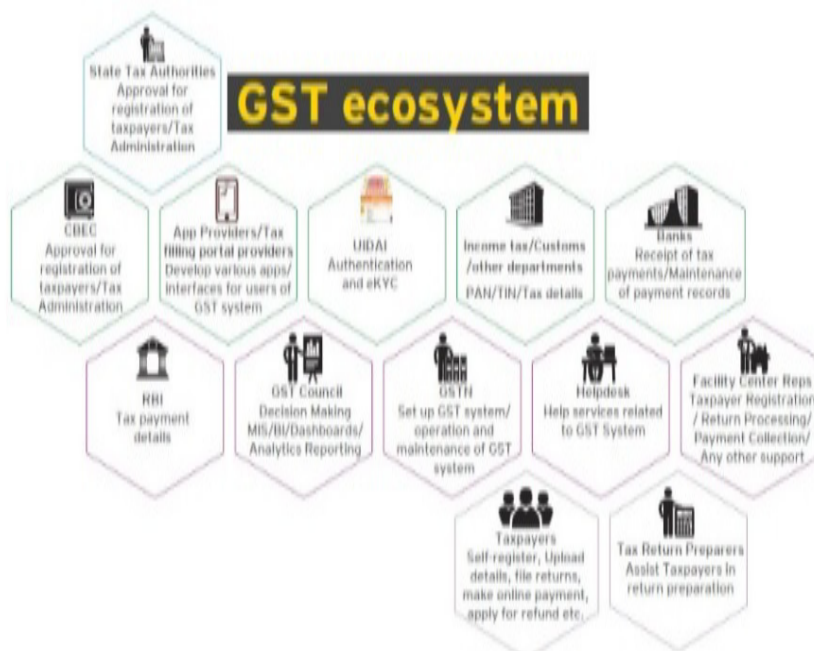 GST ecosystem
State Tax Authorities
Approval for
registration of
taxpayers/Tax
Administration
CBEC
Approval for
registration of
taxpayers/Tax
Administration
App Providers/Tax
filling portal providers
Develop various apps/
interfaces for users of
GST system
UIDAI
Authentication
and eKYC
Income tax/Customs
/other departments
PAN/TIN/Tax details
Banks
Receipt of tax
payments/Maintenance
of payment records
RBI
Tax payment
details
GST Council
Decision Making
MIS/BI/Dashboards/
Analytics Reporting
GSTN
Set up GST system/
operation and
maintenance of GST
system
Helpdesk
Help services related
to GST System
Facility Center Reps
Taxpayer Registration
/ Return Processing/
Payment Collection/
Any other support
Taxpayers
Self-register, Upload
details, file returns,
make online payment,
apply for refund etc.
Tax Return Preparers
Assist Taxpayers in
return preparation